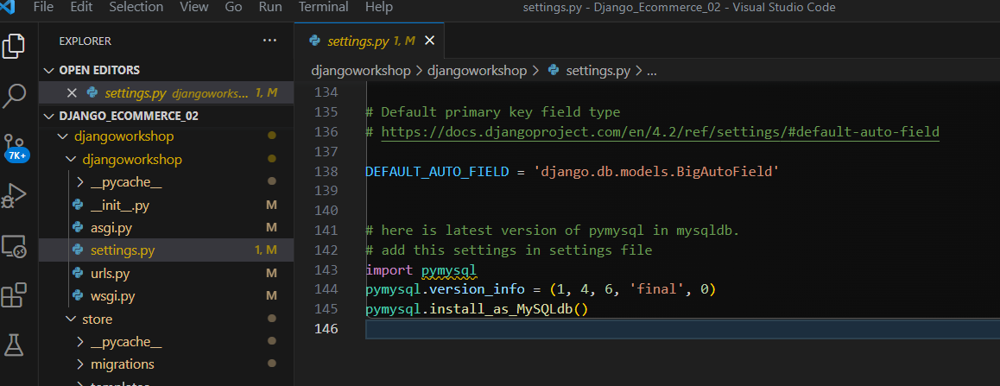 File Edit Selection View Go Run Terminal Help settings.py - Django_Ecommerce_02 - Visual Studio Code
EXPLORER ...
OPEN EDITORS
settings.py djangoworks... 1, M
DJANGO_ECOMMERCE_02
djangoworkshop
djangoworkshop
__pycache__
__init__.py M
asgi.py M
settings.py 1, M
urls.py M
wsgi.py M
store
__pycache__
migrations
templates
7K+
settings.py 1, M
djangoworkshop > djangoworkshop > settings.py > ...
134
135 # Default primary key field type
136 # https://docs.djangoproject.com/en/4.2/ref/settings/#default-auto-field
137
138 DEFAULT_AUTO_FIELD = 'django.db.models.BigAutoField'
139
140
141 # here is latest version of pymysql in mysqldb.
142 # add this settings in settings file
143 import pymysql
144 pymysql.version_info = (1, 4, 6, 'final', 0)
145 pymysql.install_as_MySQLdb()
146